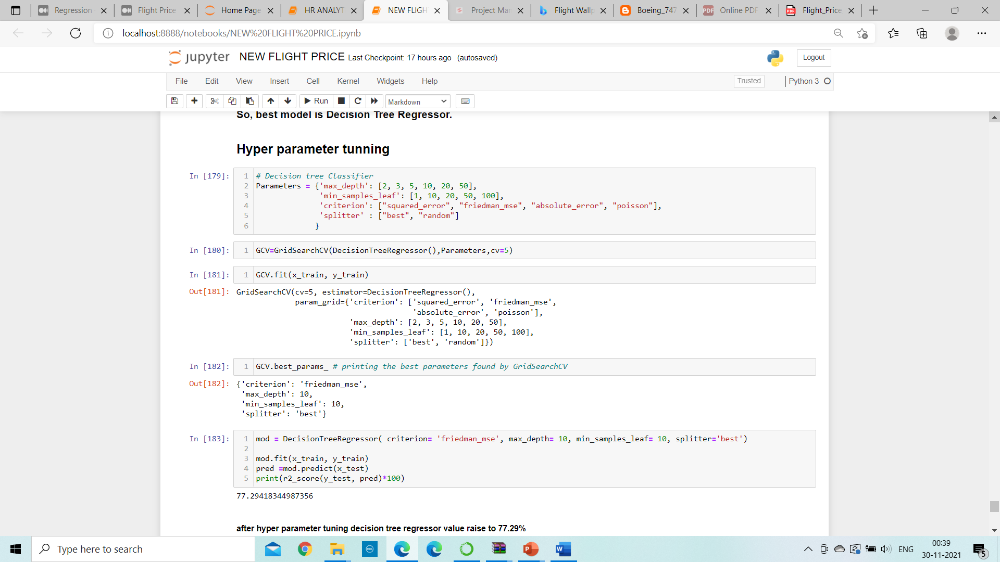 Regression
Flight Price
Home Page
HR ANALYT
NEW FLIGH
Project Mar
Flight Wallp
Boeing_747
PDF Online PDF
PDF Flight_Price
localhost:8888/notebooks/NEW%20FLIGHT%20PRICE.ipynb
jupyter NEW FLIGHT PRICE Last Checkpoint: 17 hours ago (autosaved)
Logout
File Edit View Insert Cell Kernel Widgets Help
Trusted
Python 3
Run
Markdown
So, best model is Decision Tree Regressor.
Hyper parameter tunning
In [179]:
1 # Decision tree Classifier
2 Parameters = {'max_depth': [2, 3, 5, 10, 20, 50],
3 'min_samples_leaf': [1, 10, 20, 50, 100],
4 'criterion': ["squared_error", "friedman_mse", "absolute_error", "poisson"],
5 'splitter' : ["best", "random"]
6 }
In [180]:
1 GCV=GridSearchCV(DecisionTreeRegressor(),Parameters,cv=5)
In [181]:
1 GCV.fit(x_train, y_train)
Out[181]: GridSearchCV(cv=5, estimator=DecisionTreeRegressor(),
param_grid={'criterion': ['squared_error', 'friedman_mse',
'absolute_error', 'poisson'],
'max_depth': [2, 3, 5, 10, 20, 50],
'min_samples_leaf': [1, 10, 20, 50, 100],
'splitter': ['best', 'random']})
In [182]:
1 GCV.best_params_ # printing the best parameters found by GridSearchCV
Out[182]: {'criterion': 'friedman_mse',
'max_depth': 10,
'min_samples_leaf': 10,
'splitter': 'best'}
In [183]:
1 mod = DecisionTreeRegressor( criterion= 'friedman_mse', max_depth= 10, min_samples_leaf= 10, splitter='best')
2
3 mod.fit(x_train, y_train)
4 pred =mod.predict(x_test)
5 print(r2_score(y_test, pred)*100)
77.29418344987356
after hyper parameter tuning decision tree regressor value raise to 77.29%
Type here to search
DELL
P
W
ENG
00:39
30-11-2021
5